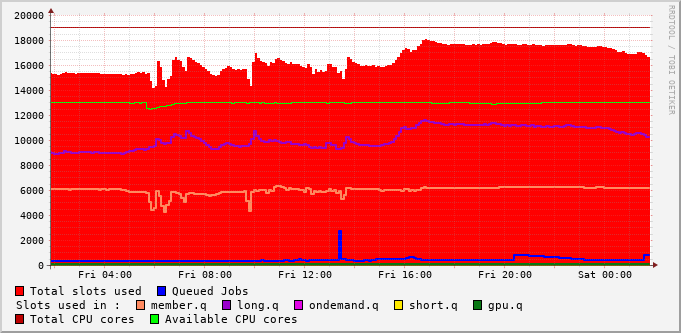 20000
18000
16000
14000
12000
10000
8000
6000
4000
2000
0
Fri 04:00 Fri 08:00 Fri 12:00 Fri 16:00 Fri 20:00 Sat 00:00
Total slots used Queued Jobs
Slots used in : member.q long.q ondemand.q short.q gpu.q
Total CPU cores Available CPU cores
RRDTOOL / TOBI OETIKER